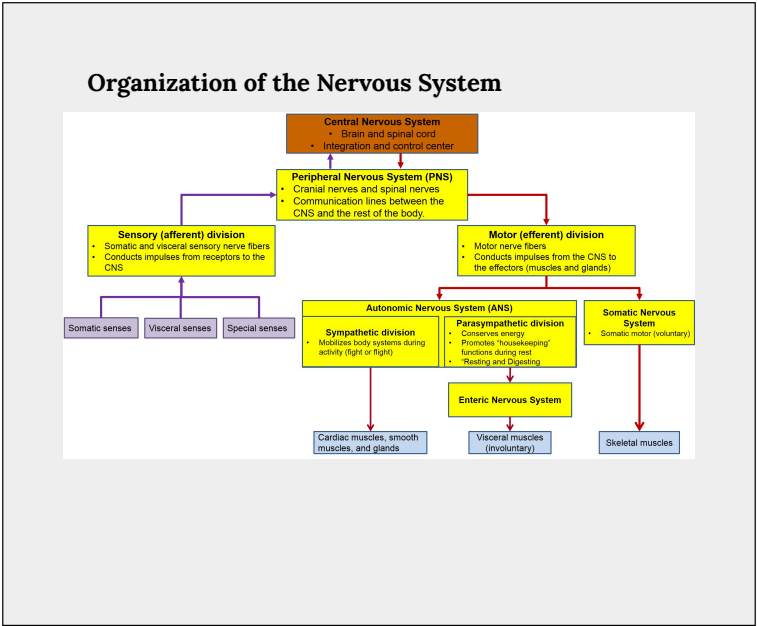 Organization of the Nervous System
Central Nervous System
• Brain and spinal cord
• Integration and control center
Peripheral Nervous System (PNS)
• Cranial nerves and spinal nerves
• Communication lines between the
CNS and the rest of the body.
Sensory (afferent) division
• Somatic and visceral sensory nerve fibers
• Conducts impulses from receptors to the
CNS
Motor (efferent) division
• Motor nerve fibers
• Conducts impulses from the CNS to
the effectors (muscles and glands)
Somatic senses
Visceral senses
Special senses
Autonomic Nervous System (ANS)
Sympathetic division
• Mobilizes body systems during
activity (fight or flight)
Parasympathetic division
• Conserves energy
• Promotes "housekeeping"
functions during rest
• "Resting and Digesting
Somatic Nervous
System
• Somatic motor (voluntary)
Enteric Nervous System
Cardiac muscles, smooth
muscles, and glands
Visceral muscles
(involuntary)
Skeletal muscles